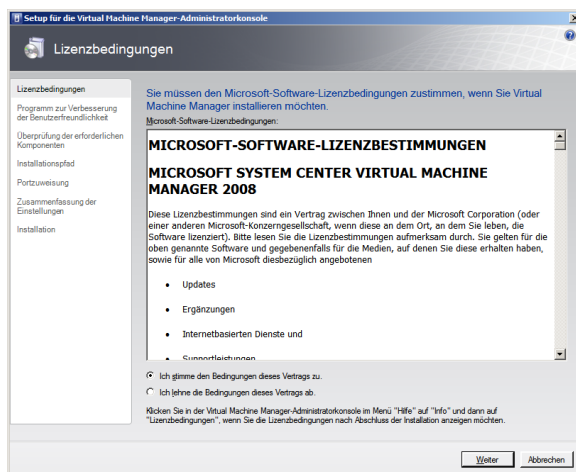 Setup für die Virtual Machine Manager-Administratorkonsole
Lizenzbedingungen
Lizenzbedingungen
Programm zur Verbesserung
der Benutzerfreundlichkeit
Überprüfung der erforderlichen
Komponenten
Installationspfad
Portzuweisung
Zusammenfassung der
Einstellungen
Installation
Sie müssen den Microsoft-Software-Lizenzbedingungen zustimmen, wenn Sie Virtual
Machine Manager installieren möchten.
Microsoft-Software-Lizenzbedingungen:
MICROSOFT-SOFTWARE-LIZENZBESTIMMUNGEN
MICROSOFT SYSTEM CENTER VIRTUAL MACHINE
MANAGER 2008
Diese Lizenzbestimmungen sind ein Vertrag zwischen Ihnen und der Microsoft Corporation (oder
einer anderen Microsoft-Konzerngesellschaft, wenn diese an dem Ort, an dem Sie leben, die
Software lizenziert). Bitte lesen Sie die Lizenzbestimmungen aufmerksam durch. Sie gelten für die
oben genannte Software und gegebenenfalls für die Medien, auf denen Sie diese erhalten haben,
sowie für alle von Microsoft diesbezüglich angebotenen
• Updates
• Ergänzungen
• Internetbasierten Dienste und
• Supportleistungen
Ich stimme den Bedingungen dieses Vertrags zu.
Ich lehne die Bedingungen dieses Vertrags ab.
Klicken Sie in der Virtual Machine Manager-Administratorkonsole im Menü "Hilfe" auf "Info" und dann auf
"Lizenzbedingungen", wenn Sie die Lizenzbedingungen nach Abschluss der Installation anzeigen möchten.
Weiter
Abbrechen